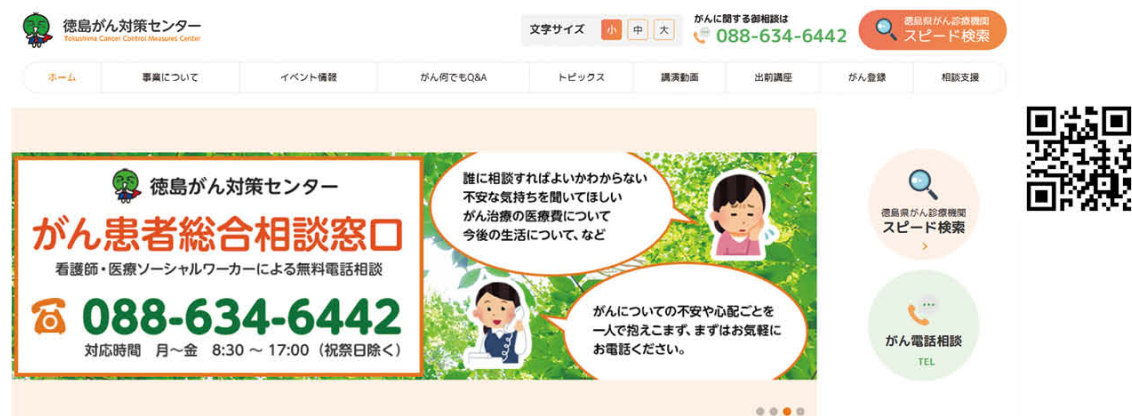 徳島がん対策センター
Tokushima Cancer Control Measures Center
文字サイズ 小 中 大
がんに関する御相談は
088-634-6442
徳島県がん診療機関
スピード検索
ホーム 事業について イベント情報 がん何でもQ&A トピックス 講演動画 出前講座 がん登録 相談支援
徳島がん対策センター
がん患者総合相談窓口
看護師・医療ソーシャルワーカーによる無料電話相談
088-634-6442
対応時間 月～金 8:30 ～ 17:00（祝祭日除く）
誰に相談すればよいかわからない
不安な気持ちを聞いてほしい
がん治療の医療費について
今後の生活について、など
がんについての不安や心配ごとを
一人で抱えこまず、まずはお気軽に
お電話ください。
徳島県がん診療機関
スピード検索
がん電話相談
TEL